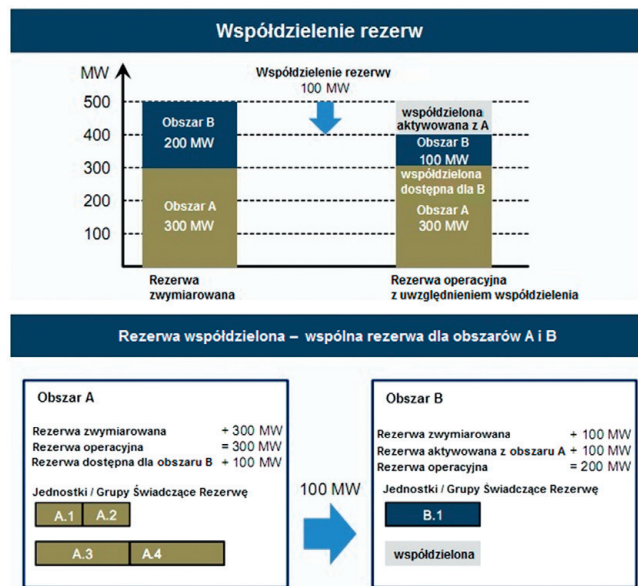 Współdzielenie rezerw
MW
500
400
300
200
100
Współdzielenie rezerwy
100 MW
Obszar B
200 MW
Obszar A
300 MW
współdzielona
aktywowana z A
Obszar B
100 MW
współdzielona
dostępna dla B
Obszar A
300 MW
Rezerwa
zwymiarowana
Rezerwa operacyjna
z uwzględnieniem współdzielenia
Rezerwa współdzielona – wspólna rezerwa dla obszarów A i B
Obszar A
Rezerwa zwymiarowana + 300 MW
Rezerwa operacyjna = 300 MW
Rezerwa dostępna dla obszaru B + 100 MW
Jednostki / Grupy Świadczące Rezerwę
A.1 A.2
A.3 A.4
100 MW
Obszar B
Rezerwa zwymiarowana + 100 MW
Rezerwa aktywowana z obszaru A + 100 MW
Rezerwa operacyjna = 200 MW
Jednostki / Grupy Świadczące Rezerwę
B.1
współdzielona